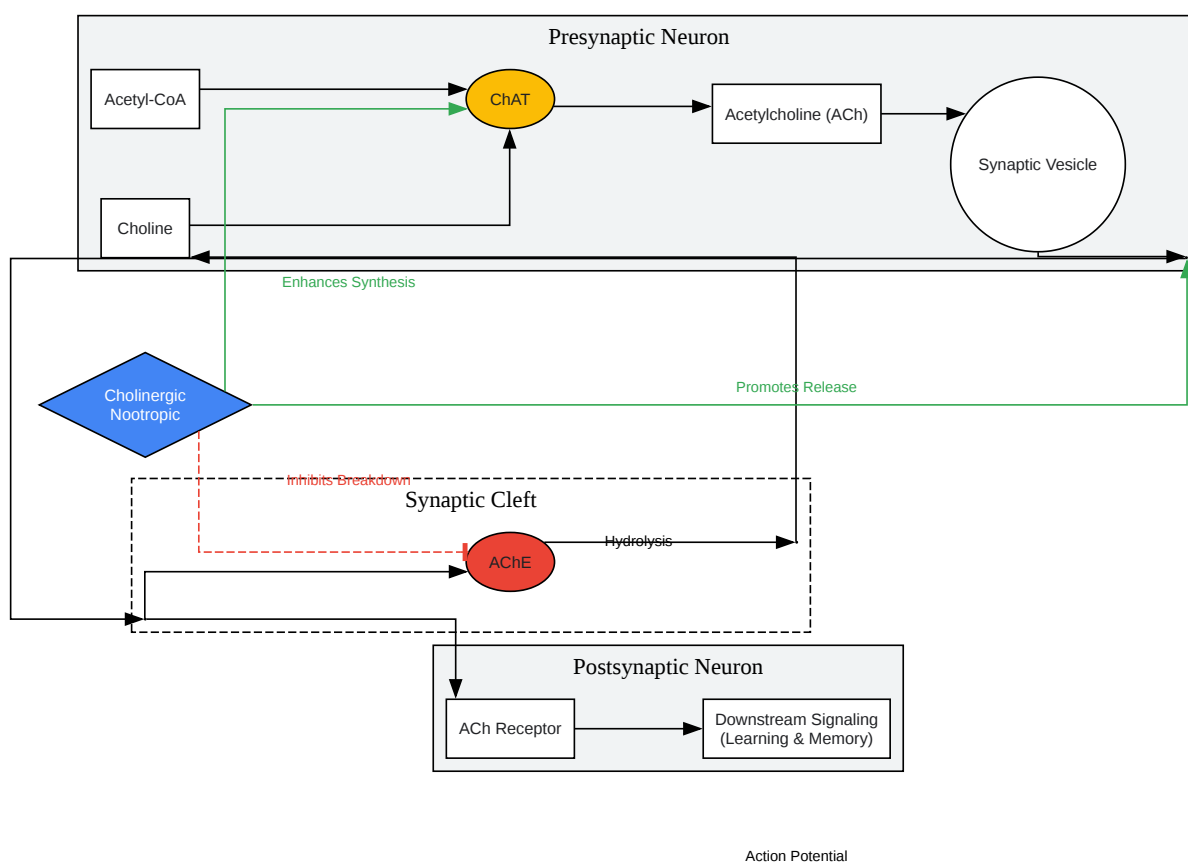 Presynaptic Neuron
Acetyl-CoA
ChAT
Acetylcholine (ACh)
Synaptic Vesicle
Choline
Enhances Synthesis
Promotes Release
Cholinergic
Nootropic
Inhibits Breakdown
Synaptic Cleft
Hydrolysis
AChE
Postsynaptic Neuron
ACh Receptor
Downstream Signaling
(Learning & Memory)
Action Potential